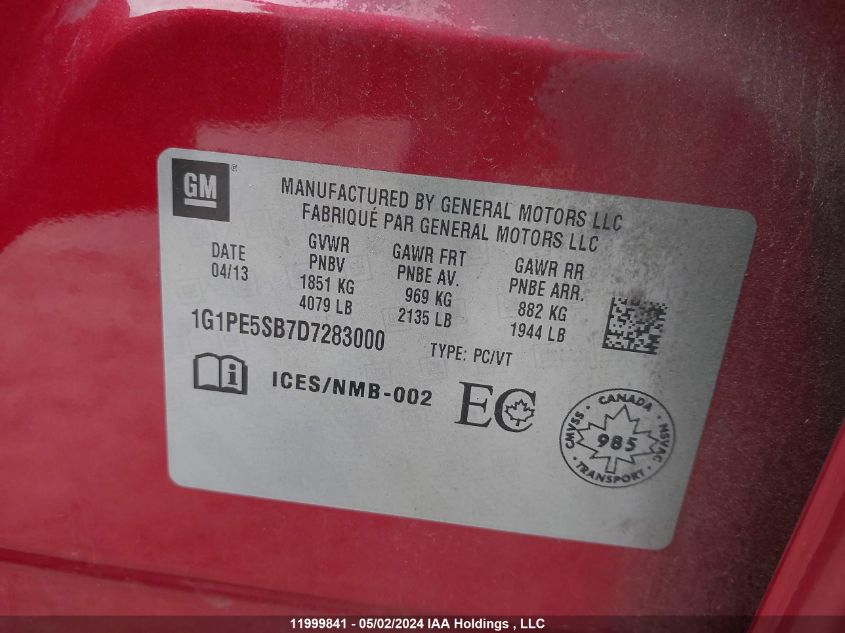 GM
MANUFACTURED BY GENERAL MOTORS LLC
FABRIQUÉ PAR GENERAL MOTORS LLC
DATE
04/13
GVWR
PNBV
1851 KG
4079 LB
GAWR FRT
PNBE AV.
969 KG
2135 LB
GAWR RR
PNBE ARR.
882 KG
1944 LB
1G1PE5SB7D7283000
TYPE: PC/VT
i
ICES/NMB-002
EC
CANADA
CMVSS
NSVAC
985
TRANSPORT
11999841 - 05/02/2024 IAA Holdings , LLC